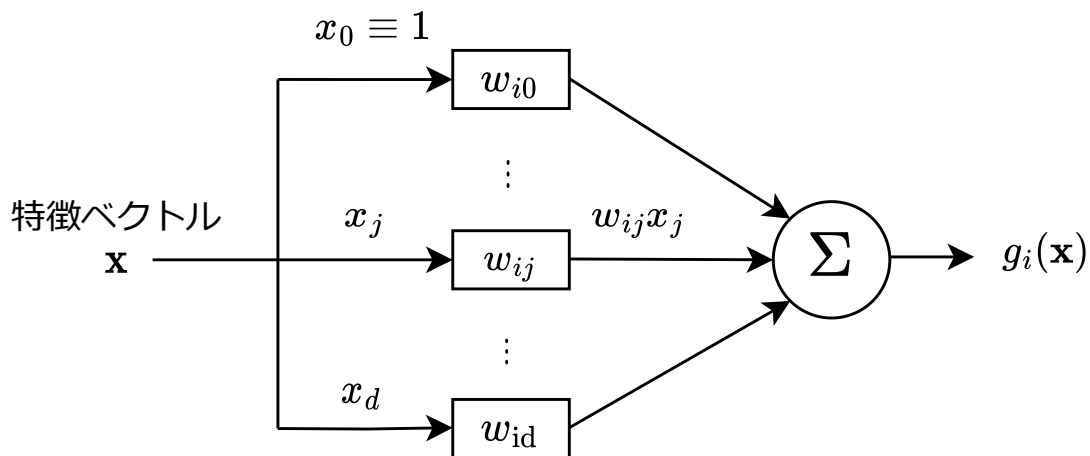 x₀ ≡ 1
w_{i0}
⋮
特徴ベクトル
x
x_j
w_{ij}
w_{ij}x_j
Σ
g_i(x)
⋮
x_d
w_{id}